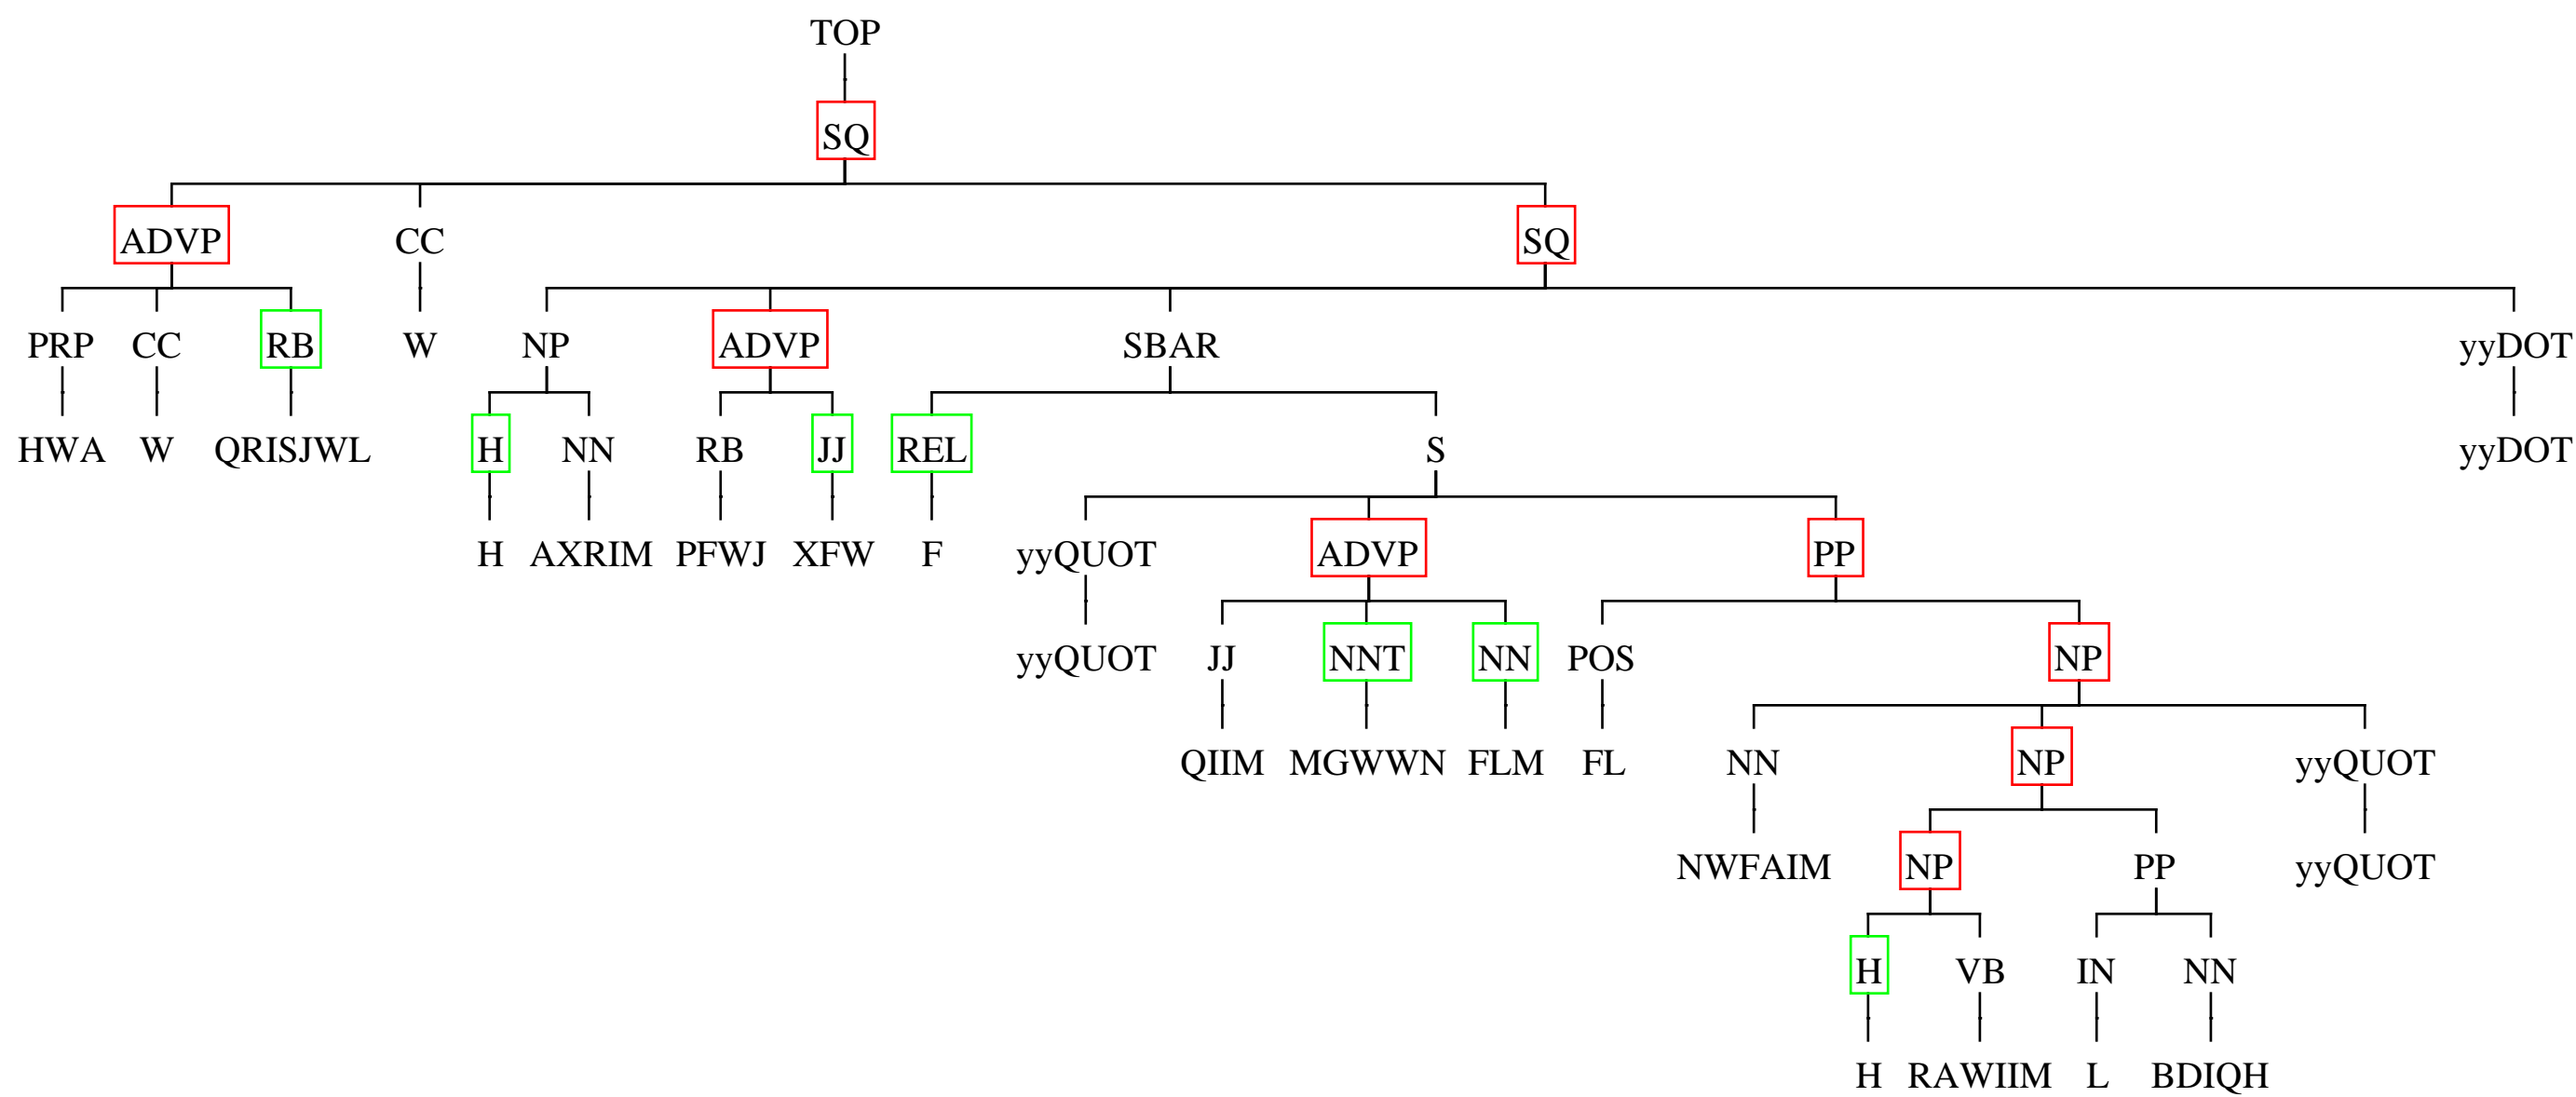 TOP
SQ
ADVP CC SQ
PRP CC RB W NP ADVP SBAR yyDOT
HWA W QRISJWL H NN RB JJ REL S yyDOT
H AXRIM PFWJ XFW F yyQUOT ADVP PP
yyQUOT JJ NNT NN POS NP
QIIM MGWWN FLM FL NN NP yyQUOT
NWFAIM NP PP yyQUOT
H VB IN NN
H RAWIIM L BDIQH